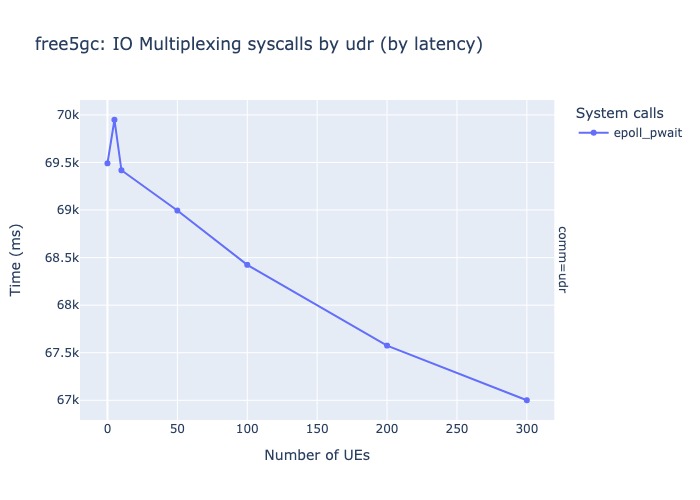 free5gc: IO Multiplexing syscalls by udr (by latency)
System calls
epoll_pwait
70k
69.5k
69k
68.5k
68k
67.5k
67k
Time (ms)
comm=udr
0 50 100 150 200 250 300
Number of UEs